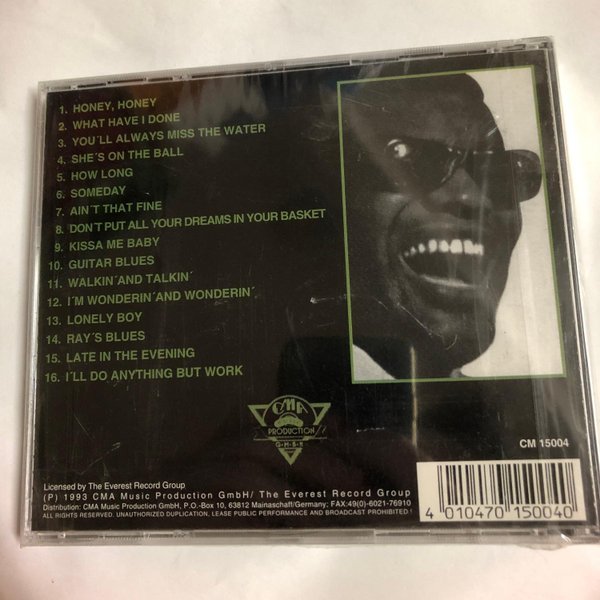 1. HONEY, HONEY
2. WHAT HAVE I DONE
3. YOU´LL ALWAYS MISS THE WATER
4. SHE´S ON THE BALL
5. HOW LONG
6. SOMEDAY
7. AIN´T THAT FINE
8. DON´T PUT ALL YOUR DREAMS IN YOUR BASKET
9. KISSA ME BABY
10. GUITAR BLUES
11. WALKIN´AND TALKIN´
12. I´M WONDERIN´AND WONDERIN´
13. LONELY BOY
14. RAY´S BLUES
15. LATE IN THE EVENING
16. I´LL DO ANYTHING BUT WORK
CMA
PRODUCTION
CM 15004
Licensed by The Everest Record Group
(P) 1993 CMA Music Production GmbH/ The Everest Record Group
Distribution: CMA Music Production GmbH, P.O.-Box 10, 63812 Mainaschaff/Germany; FAX:49(0)-6021-76910
ALL RIGHTS RESERVED. UNAUTHORIZED DUPLICATION, LEASE PUBLIC PERFORMANCE AND BROADCAST PROHIBITED !
4 010470 150040